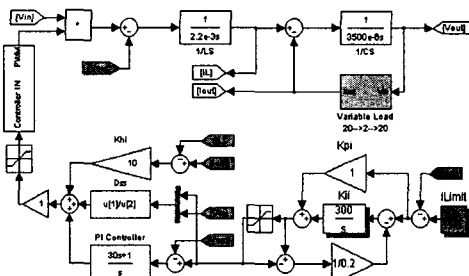 [Vin]
*
1
2.2e-3s
1/LS
1
3500e-6s
1/CS
[Vout]
[IL]
[Iout]
Variable Load
20-->2-->20
Controller IN PWM
Khi
10
Dss
u[1]/u[2]
PI Controller
30s+1
s
1
Kpi
1
Kii
300
s
1/0.2
ILimit